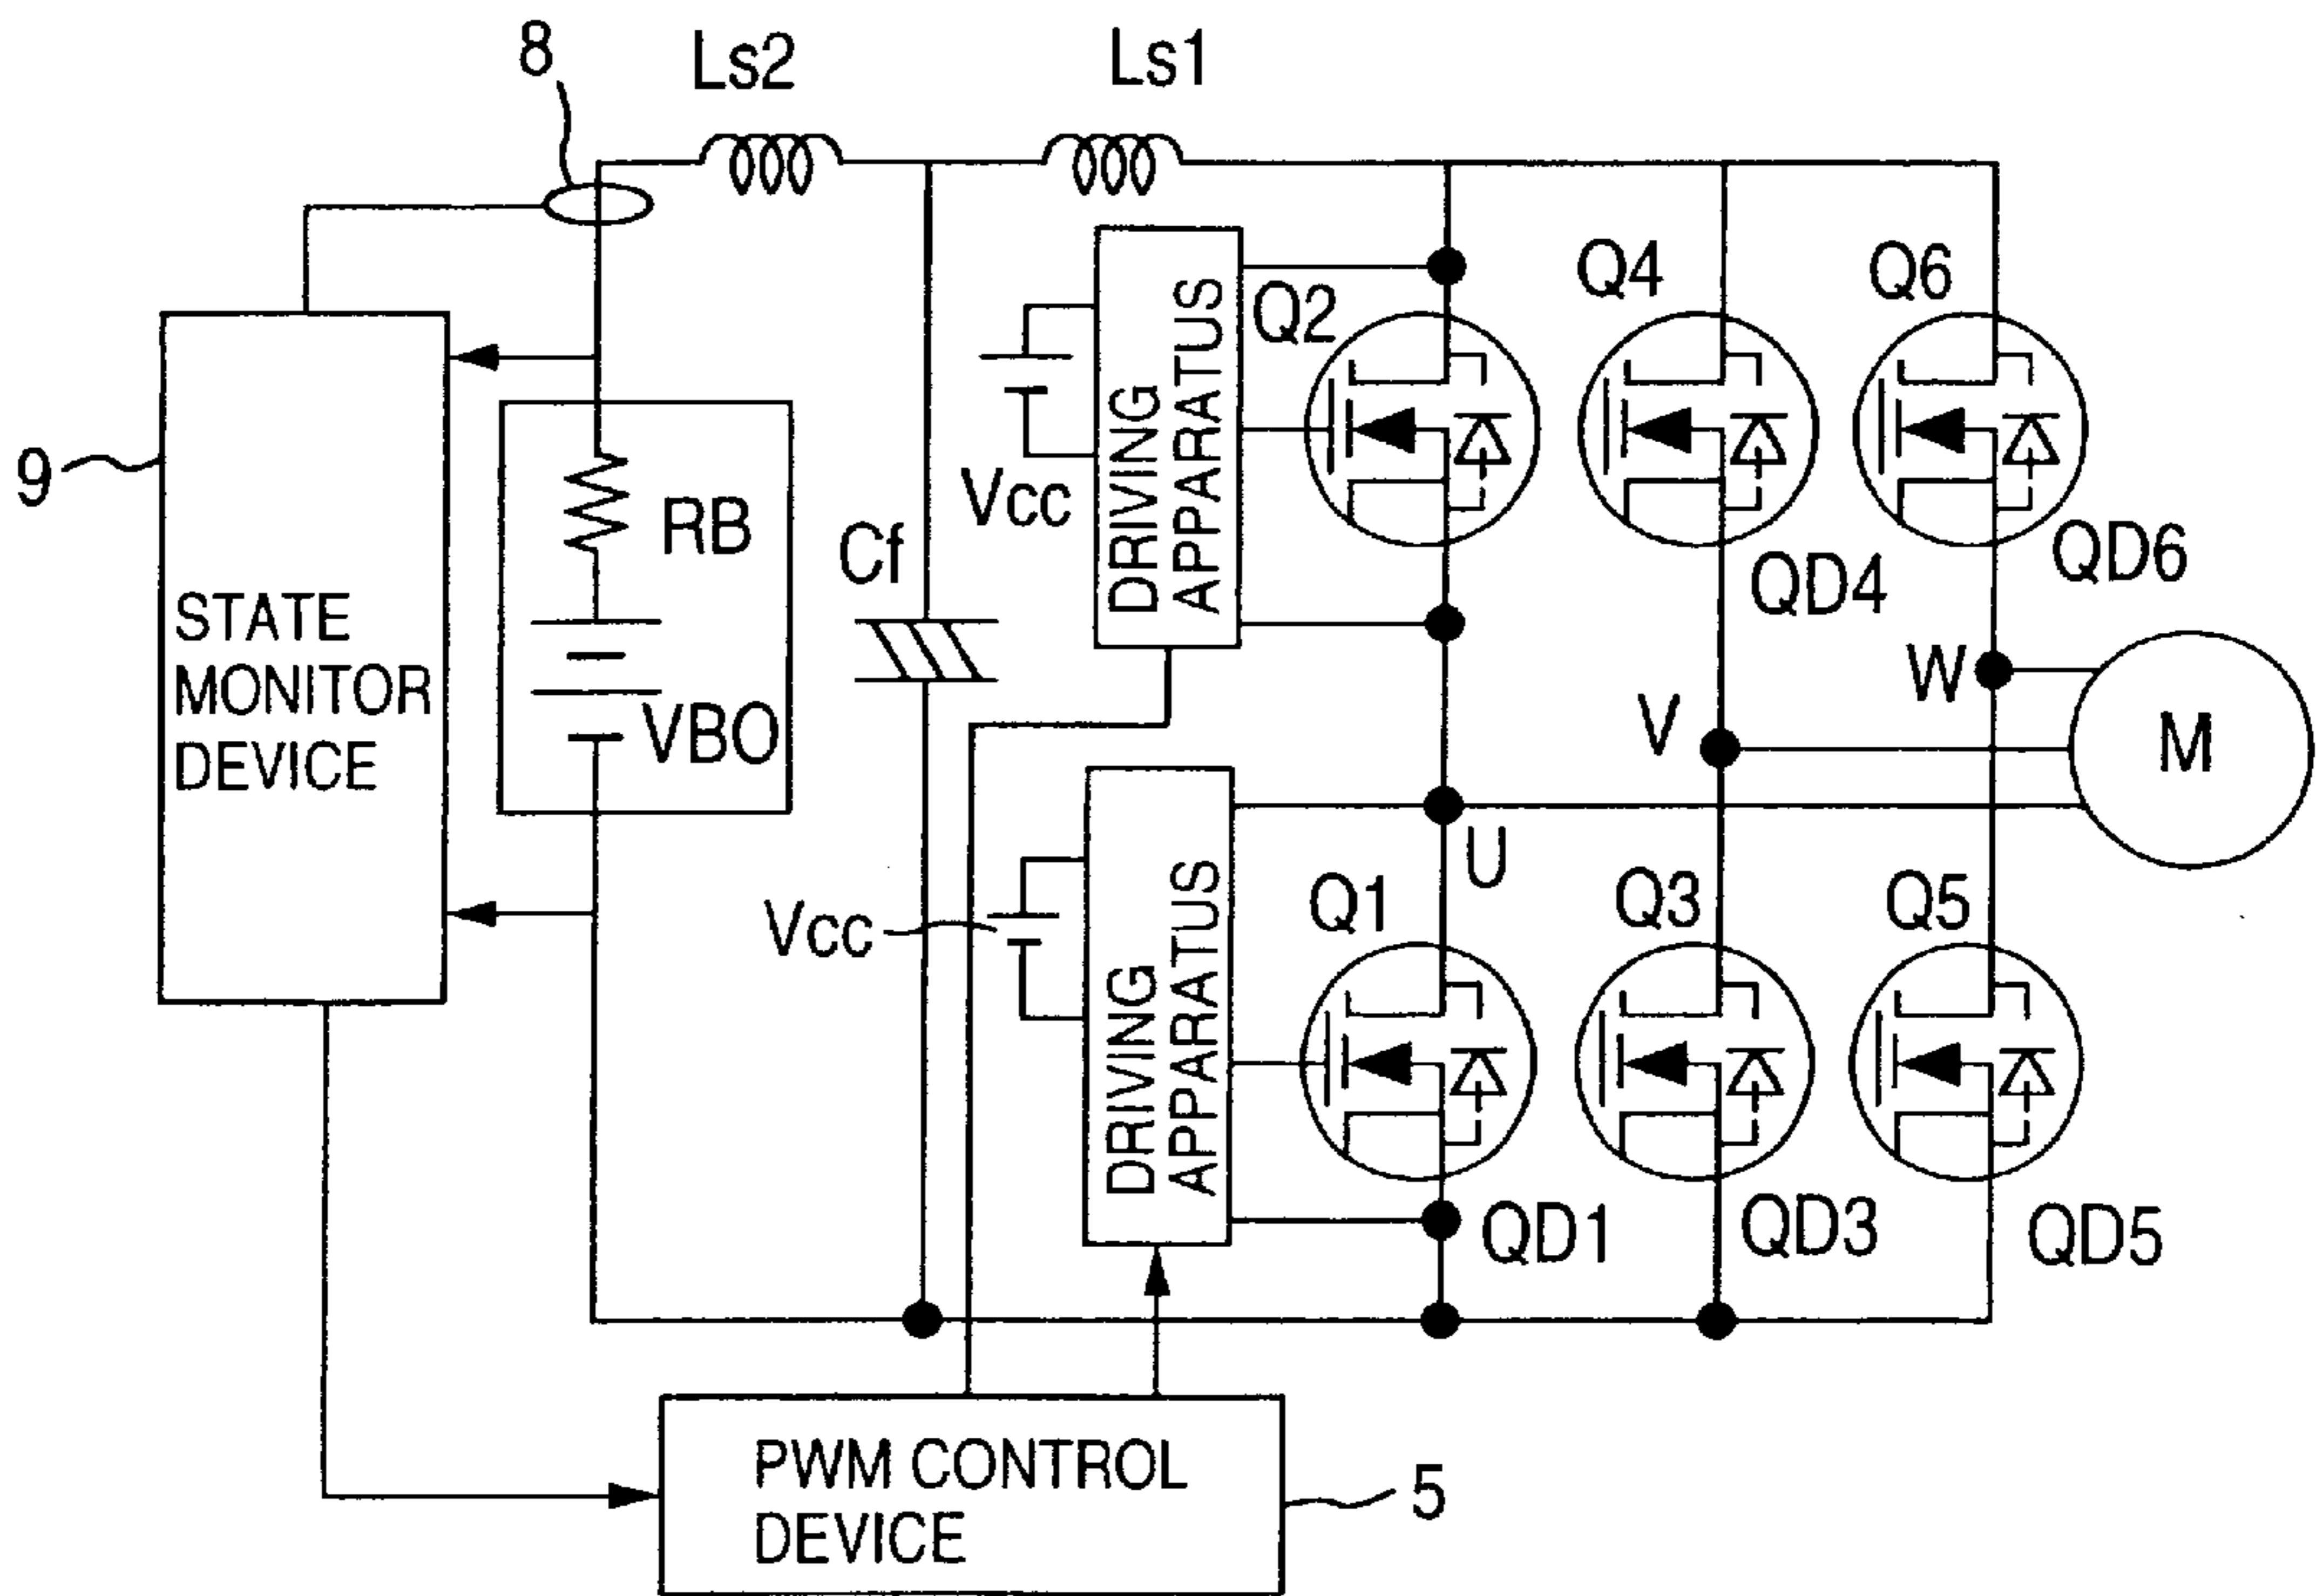 8
Ls2
Ls1
Q2
Q4
Q6
DRIVING
APPARATUS
9
Vcc
RB
Cf
QD4
QD6
STATE
MONITOR
DEVICE
VBO
W
V
M
U
Vcc
DRIVING
APPARATUS
Q1
Q3
Q5
QD1
QD3
QD5
PWM CONTROL
DEVICE
5